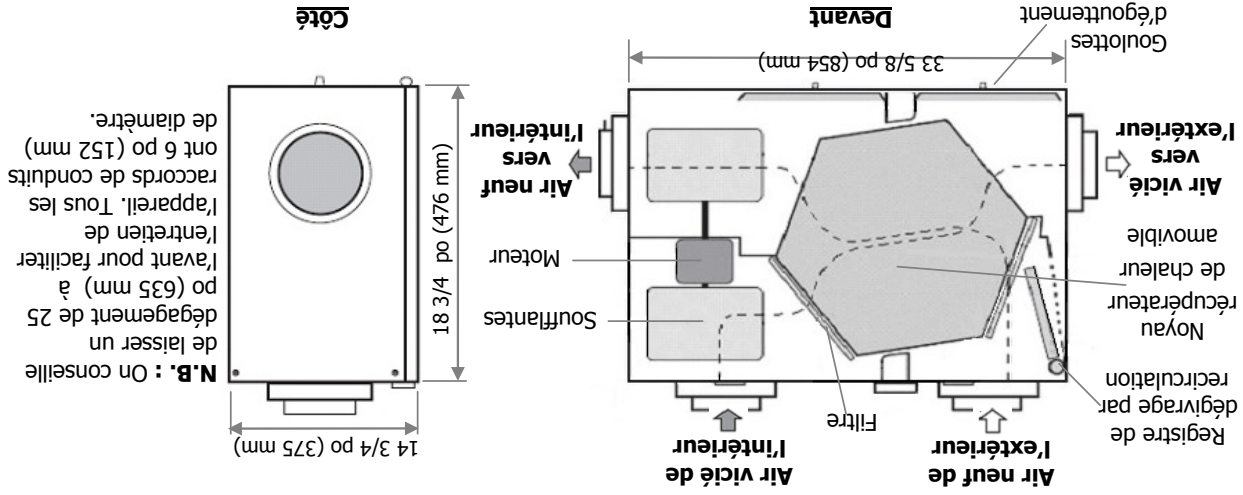 Air neuf de
l'extérieur
Air vicié de
l'intérieur
Registre de
dégivrage par
recirculation
Filtre
Noyau
récupérateur
de chaleur
amovible
Soufflantes
Moteur
Air vicié
vers
l'extérieur
Air neuf
vers
l'intérieur
Goulottes
d'égouttement
33 5/8 po (854 mm)
Devant
14 3/4 po (375 mm)
18 3/4 po (476 mm)
N.B. : On conseille
de laisser un
dégagement de 25
po (635 mm) à
l'avant pour faciliter
l'entretien de
l'appareil. Tous les
raccords de conduits
ont 6 po (152 mm)
de diamètre.
Côté